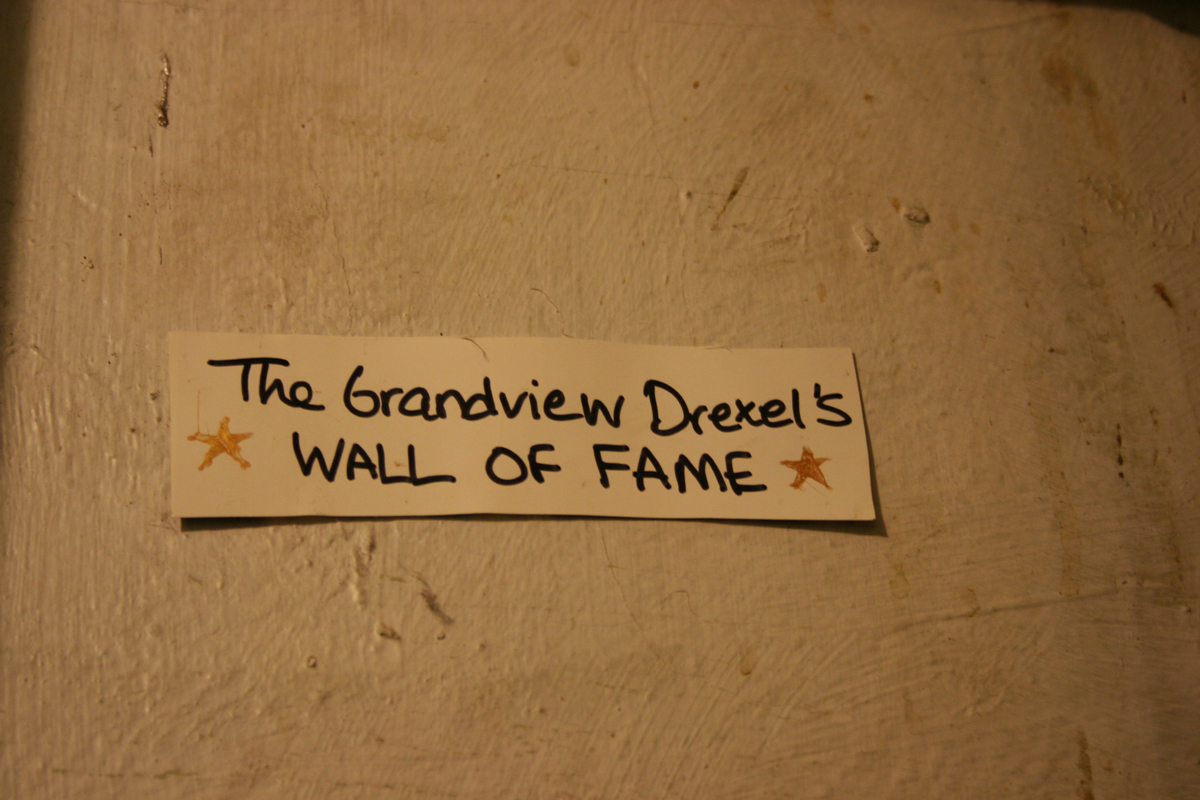 The Grandview Drexel's
WALL OF FAME